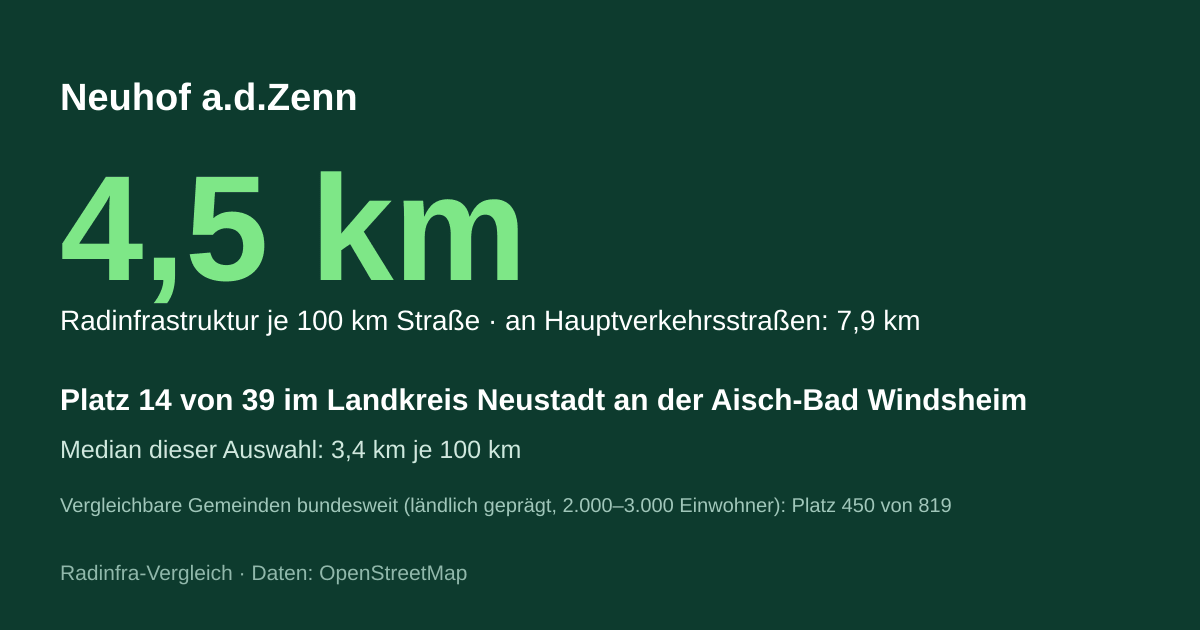 Neuhof a.d.Zenn
4,5 km
Radinfrastruktur je 100 km Straße · an Hauptverkehrsstraßen: 7,9 km
Platz 14 von 39 im Landkreis Neustadt an der Aisch-Bad Windsheim
Median dieser Auswahl: 3,4 km je 100 km
Vergleichbare Gemeinden bundesweit (ländlich geprägt, 2.000–3.000 Einwohner): Platz 450 von 819
Radinfra-Vergleich · Daten: OpenStreetMap